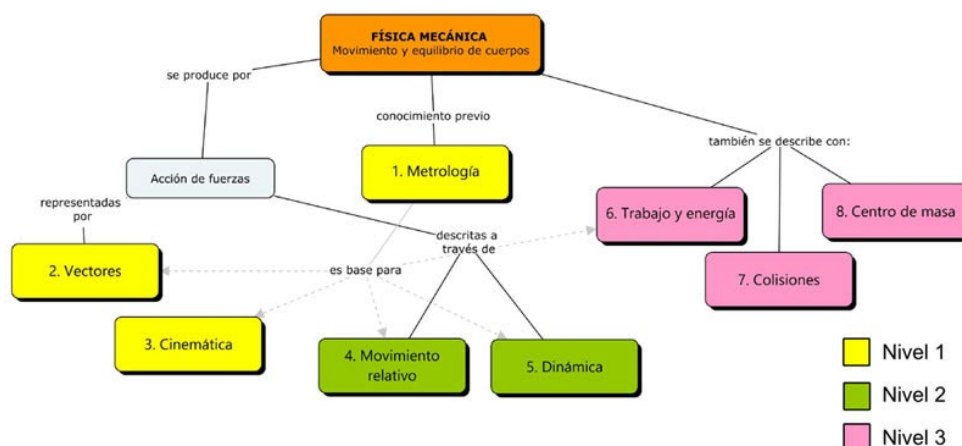 FÍSICA MECÁNICA
Movimiento y equilibrio de cuerpos
se produce por
conocimiento previo
también se describe con:
Acción de fuerzas
1. Metrología
6. Trabajo y energía
8. Centro de masa
representadas
por
descritas a
través de
2. Vectores
es base para
7. Colisiones
3. Cinemática
4. Movimiento
relativo
5. Dinámica
Nivel 1
Nivel 2
Nivel 3